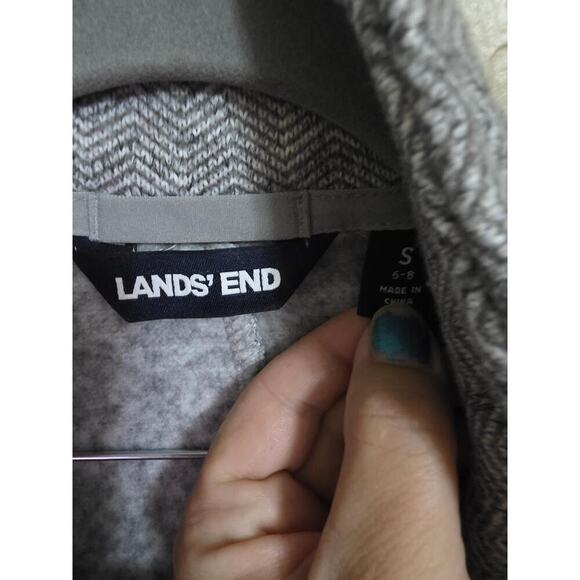 LANDS' END
S
6-8
MADE IN
CHINA